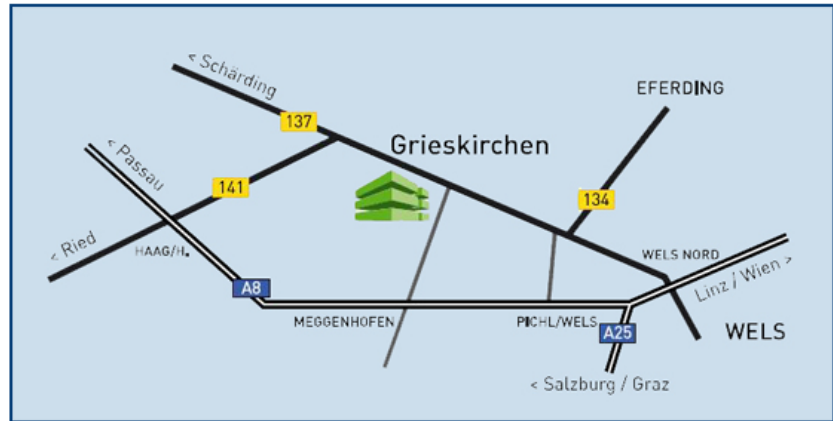 < Schärding
EFERDING
137
Grieskirchen
< Passau
141
134
< Ried
HAAG/H.
WELS NORD
Linz / Wien >
A8
MEGGENHOFEN
PICHL/WELS
A25
WELS
< Salzburg / Graz